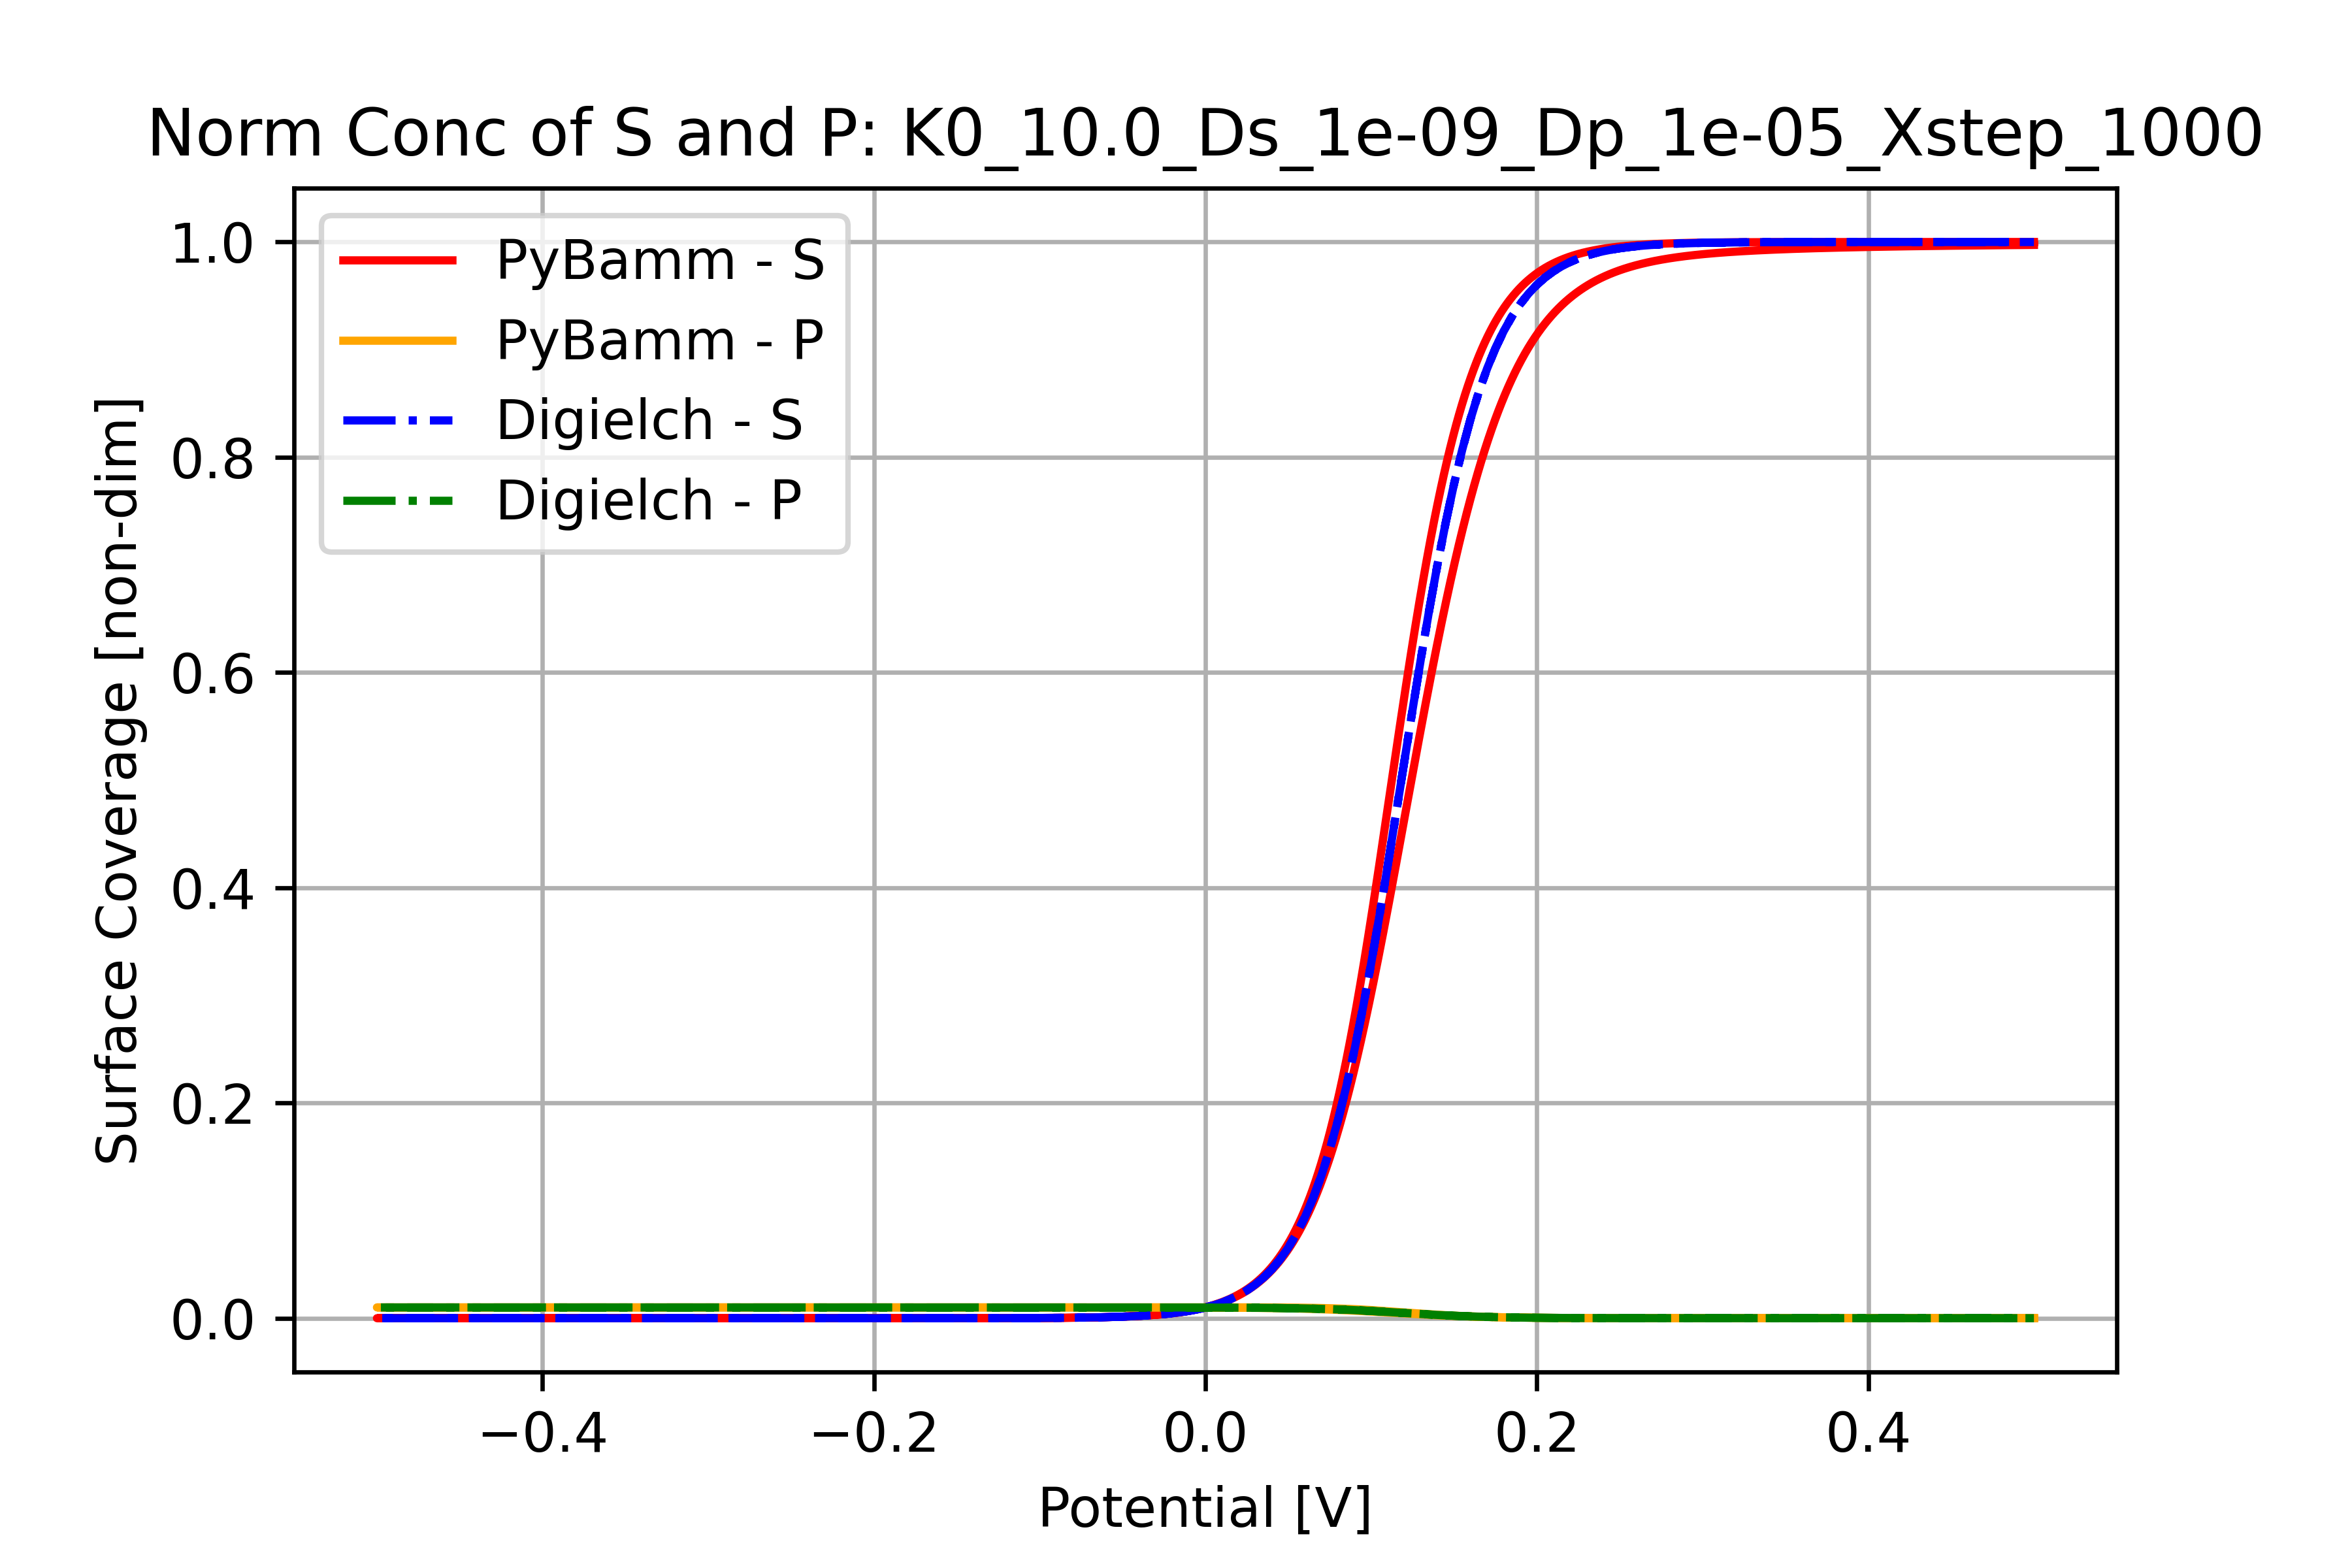 Norm Conc of S and P: K0_10.0_Ds_1e-09_Dp_1e-05_Xstep_1000
PyBamm - S
PyBamm - P
Digielch - S
Digielch - P
Surface Coverage [non-dim]
1.0
0.8
0.6
0.4
0.2
0.0
−0.4
−0.2
0.0
0.2
0.4
Potential [V]